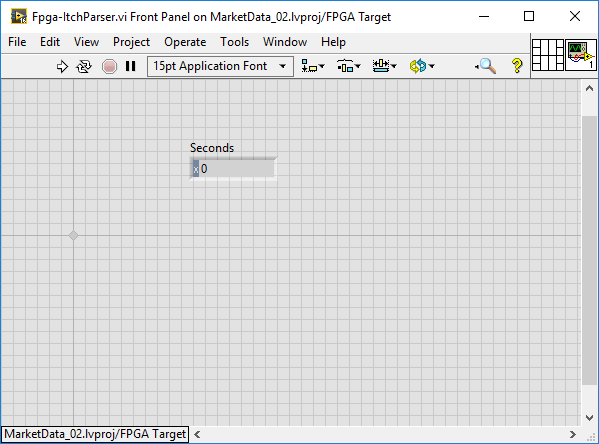 Fpga-ItchParser.vi Front Panel on MarketData_02.lvproj/FPGA Target
File Edit View Project Operate Tools Window Help
15pt Application Font
?
1
Seconds
x 0
MarketData_02.lvproj/FPGA Target